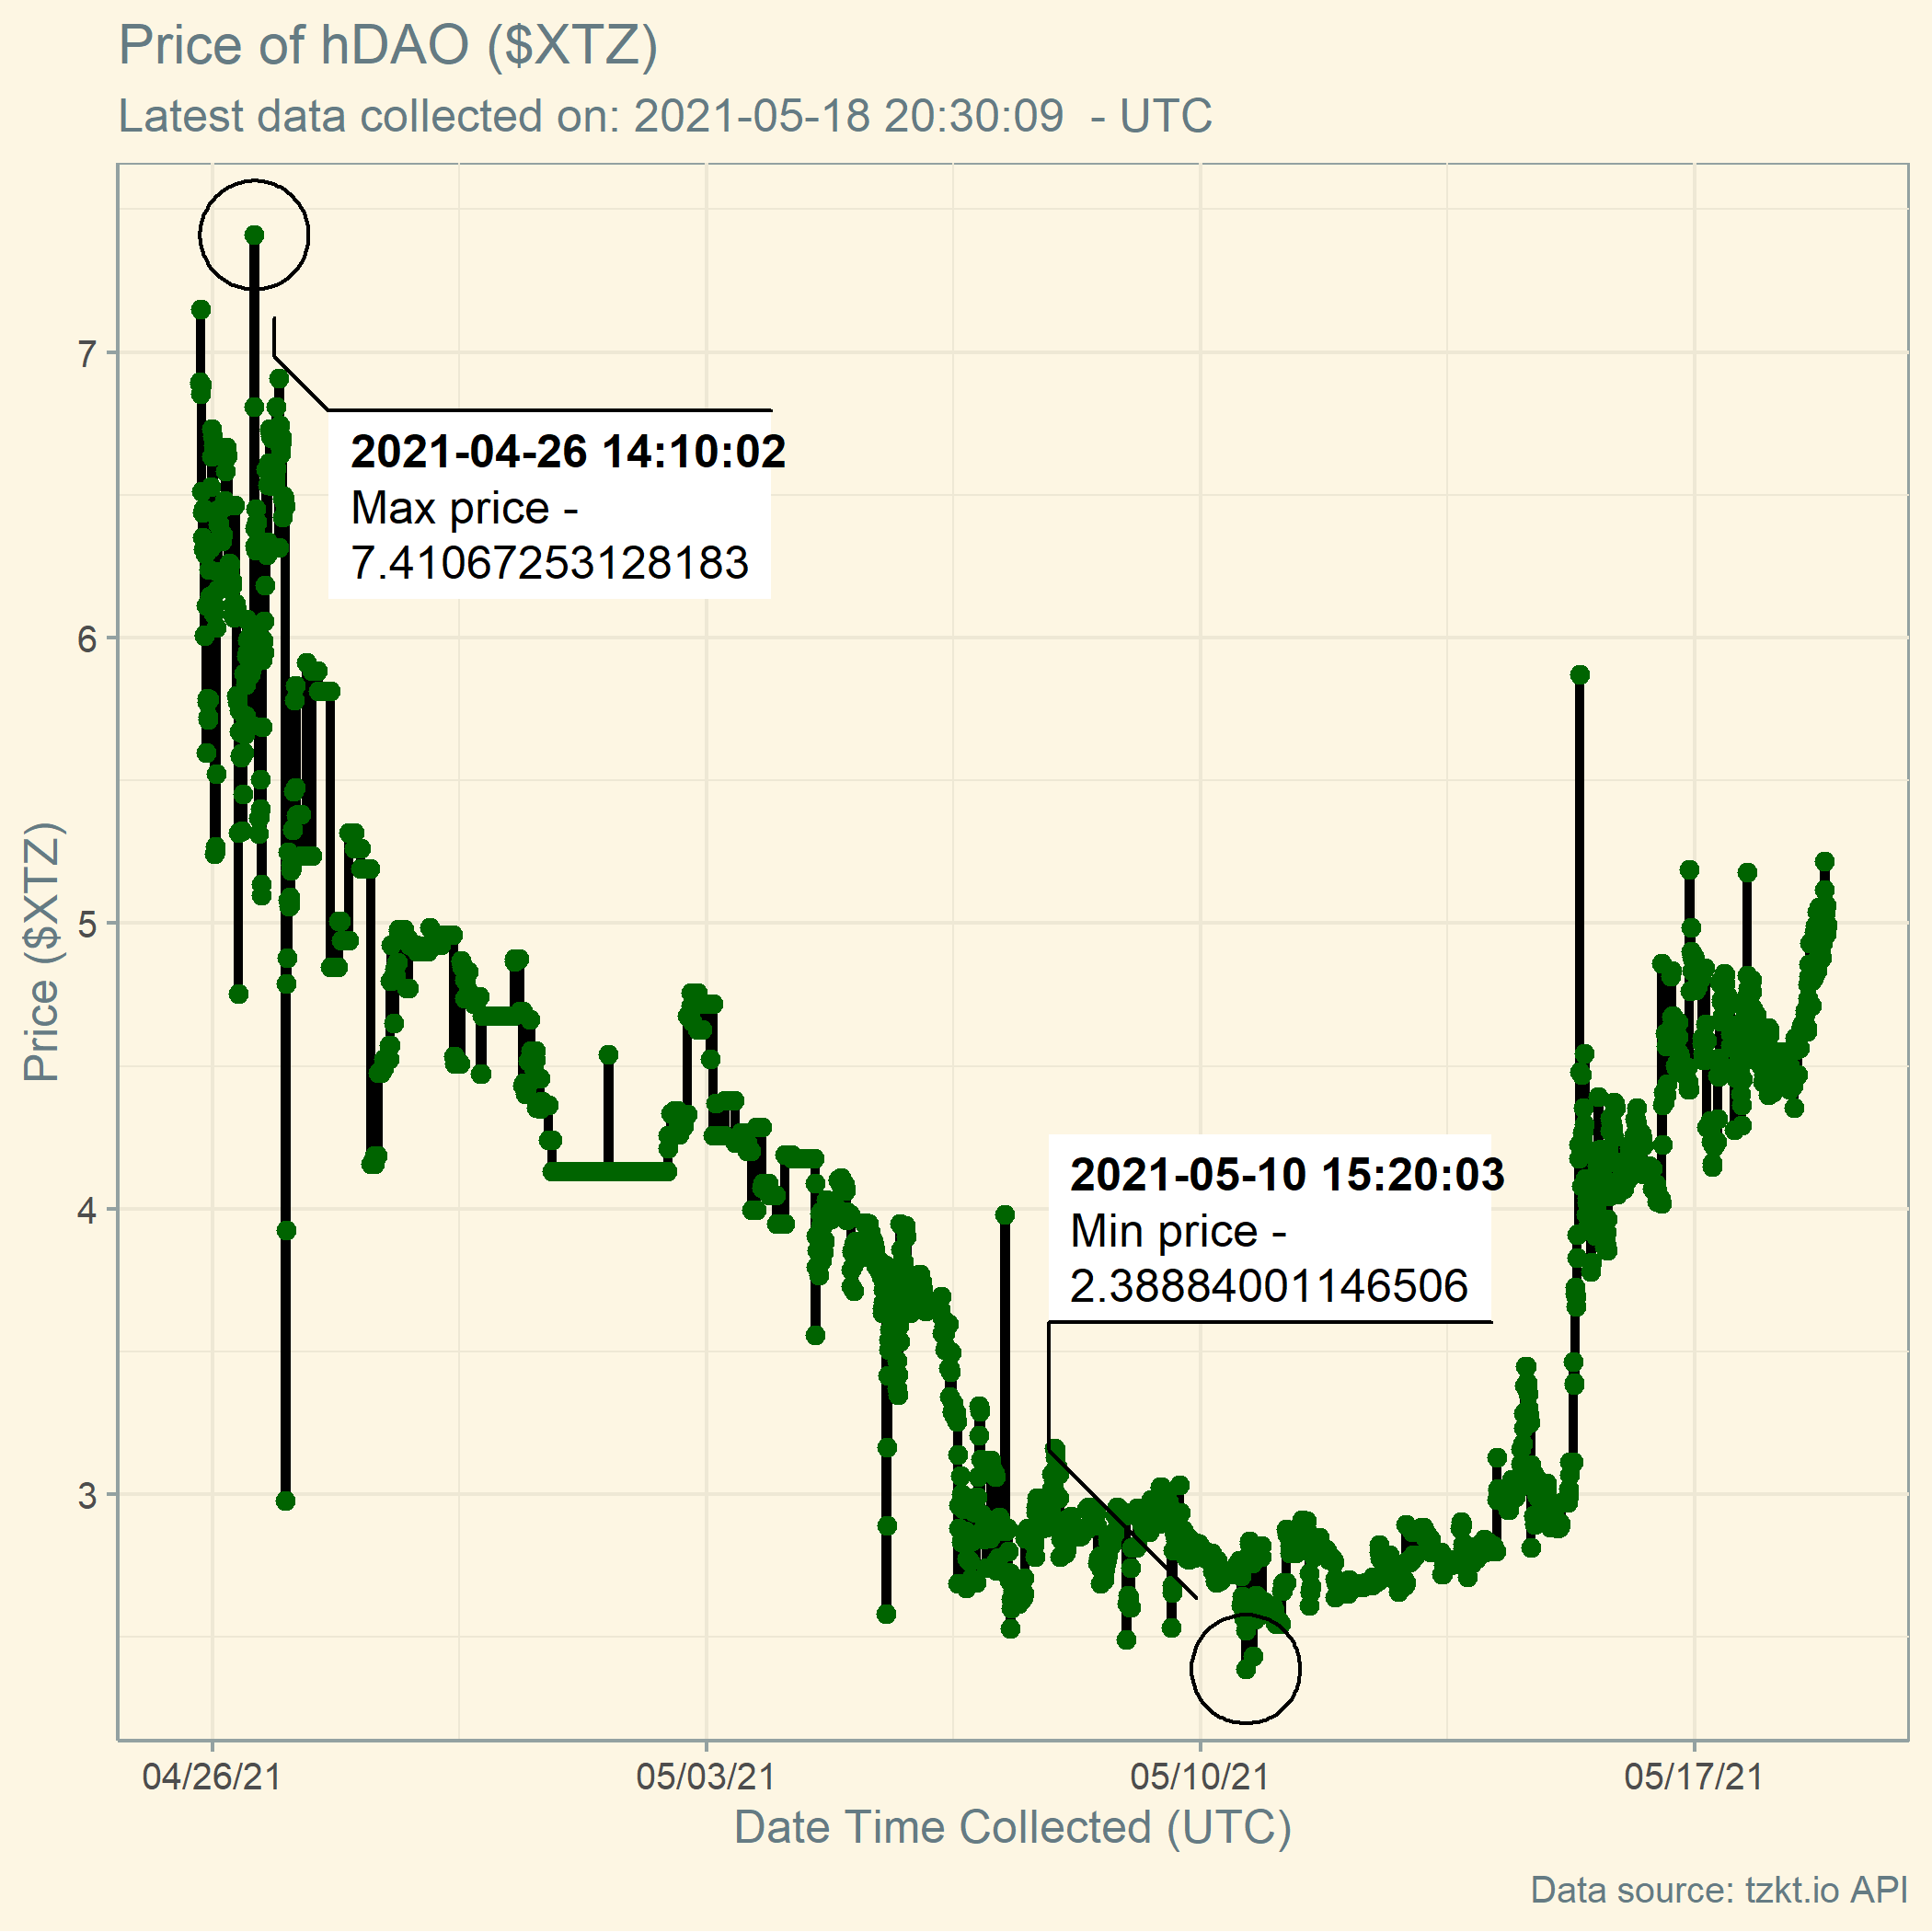 Price of hDAO ($XTZ)
Latest data collected on: 2021-05-18 20:30:09  - UTC
7
6
5
4
3
Price ($XTZ)
2021-04-26 14:10:02
Max price -
7.41067253128183
2021-05-10 15:20:03
Min price -
2.38884001146506
04/26/21
05/03/21
05/10/21
05/17/21
Date Time Collected (UTC)
Data source: tzkt.io API